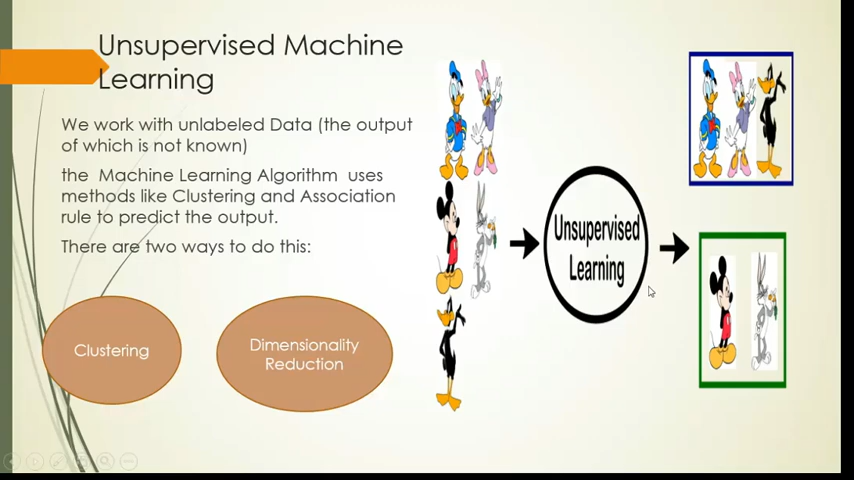 Unsupervised Machine
Learning
We work with unlabeled Data (the output
of which is not known)
the Machine Learning Algorithm uses
methods like Clustering and Association
rule to predict the output.
There are two ways to do this:
Clustering
Dimensionality
Reduction
Unsupervised
Learning